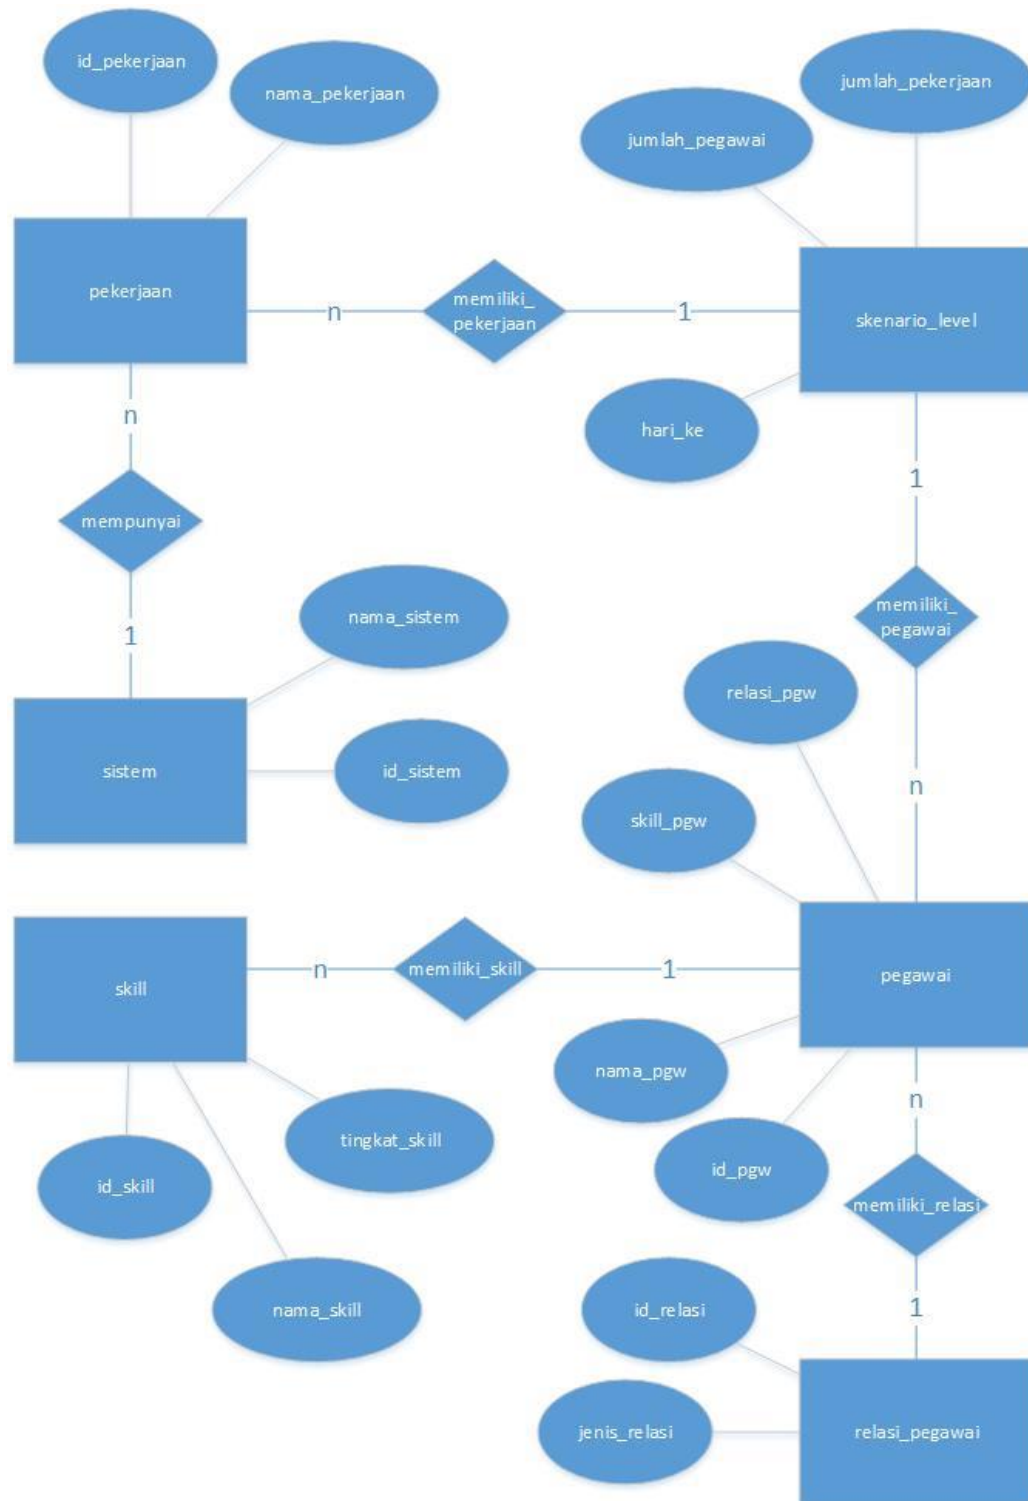 id_pekerjaan
nama_pekerjaan
jumlah_pekerjaan
jumlah_pegawai
pekerjaan
n
memiliki_
pekerjaan
1
skenario_level
hari_ke
n
1
mempunyai
memiliki_
pegawai
1
nama_sistem
relasi_pgw
sistem
id_sistem
n
skill_pgw
skill
n
memiliki_skill
1
pegawai
nama_pgw
n
tingkat_skill
id_skill
id_pgw
memiliki_relasi
nama_skill
id_relasi
1
jenis_relasi
relasi_pegawai